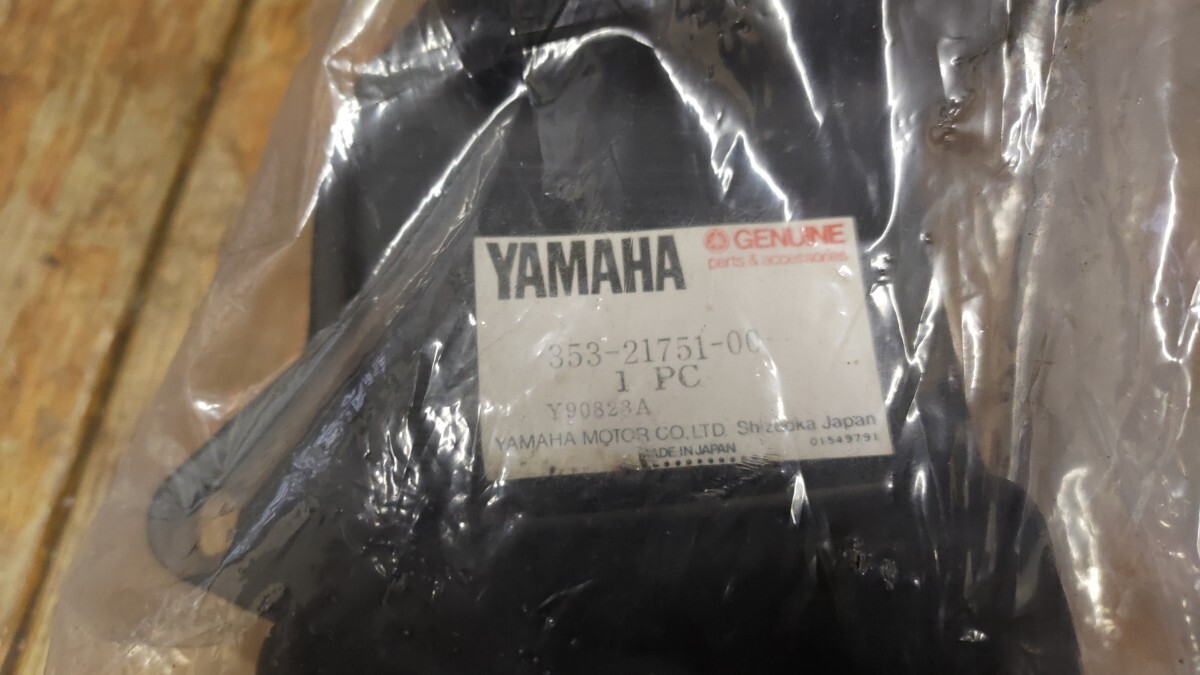 YAMAHA GENUINE
parts & accessories
353-21751-00
1 PC
Y90823A
YAMAHA MOTOR CO., LTD. Shizuoka Japan
MADE IN JAPAN 01549791